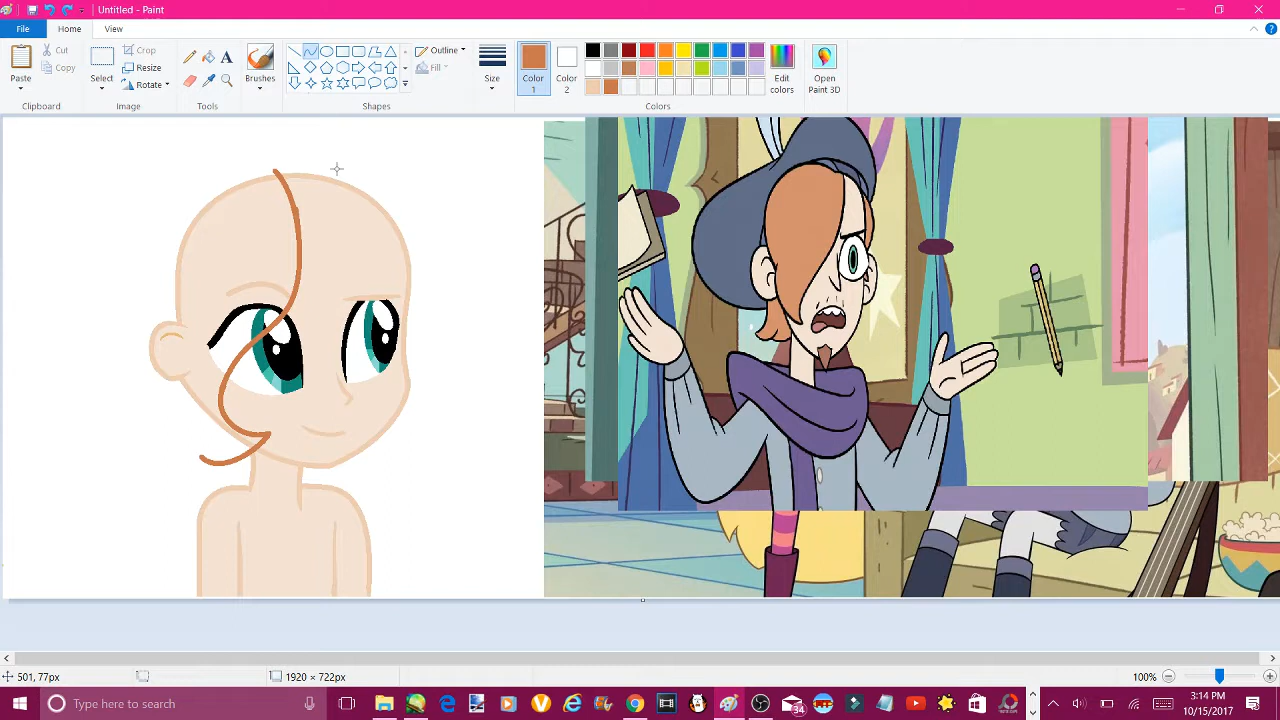 Untitled - Paint
File Home View
Paste
Cut
Copy
Clipboard
Select
Crop
Resize
Rotate
Image
Tools
Brushes
Shapes
Outline
Fill
Size
Color 1
Color 2
Colors
Edit colors
Open Paint 3D
501, 77px
1920 × 722px
100%
Type here to search
3:14 PM
10/15/2017